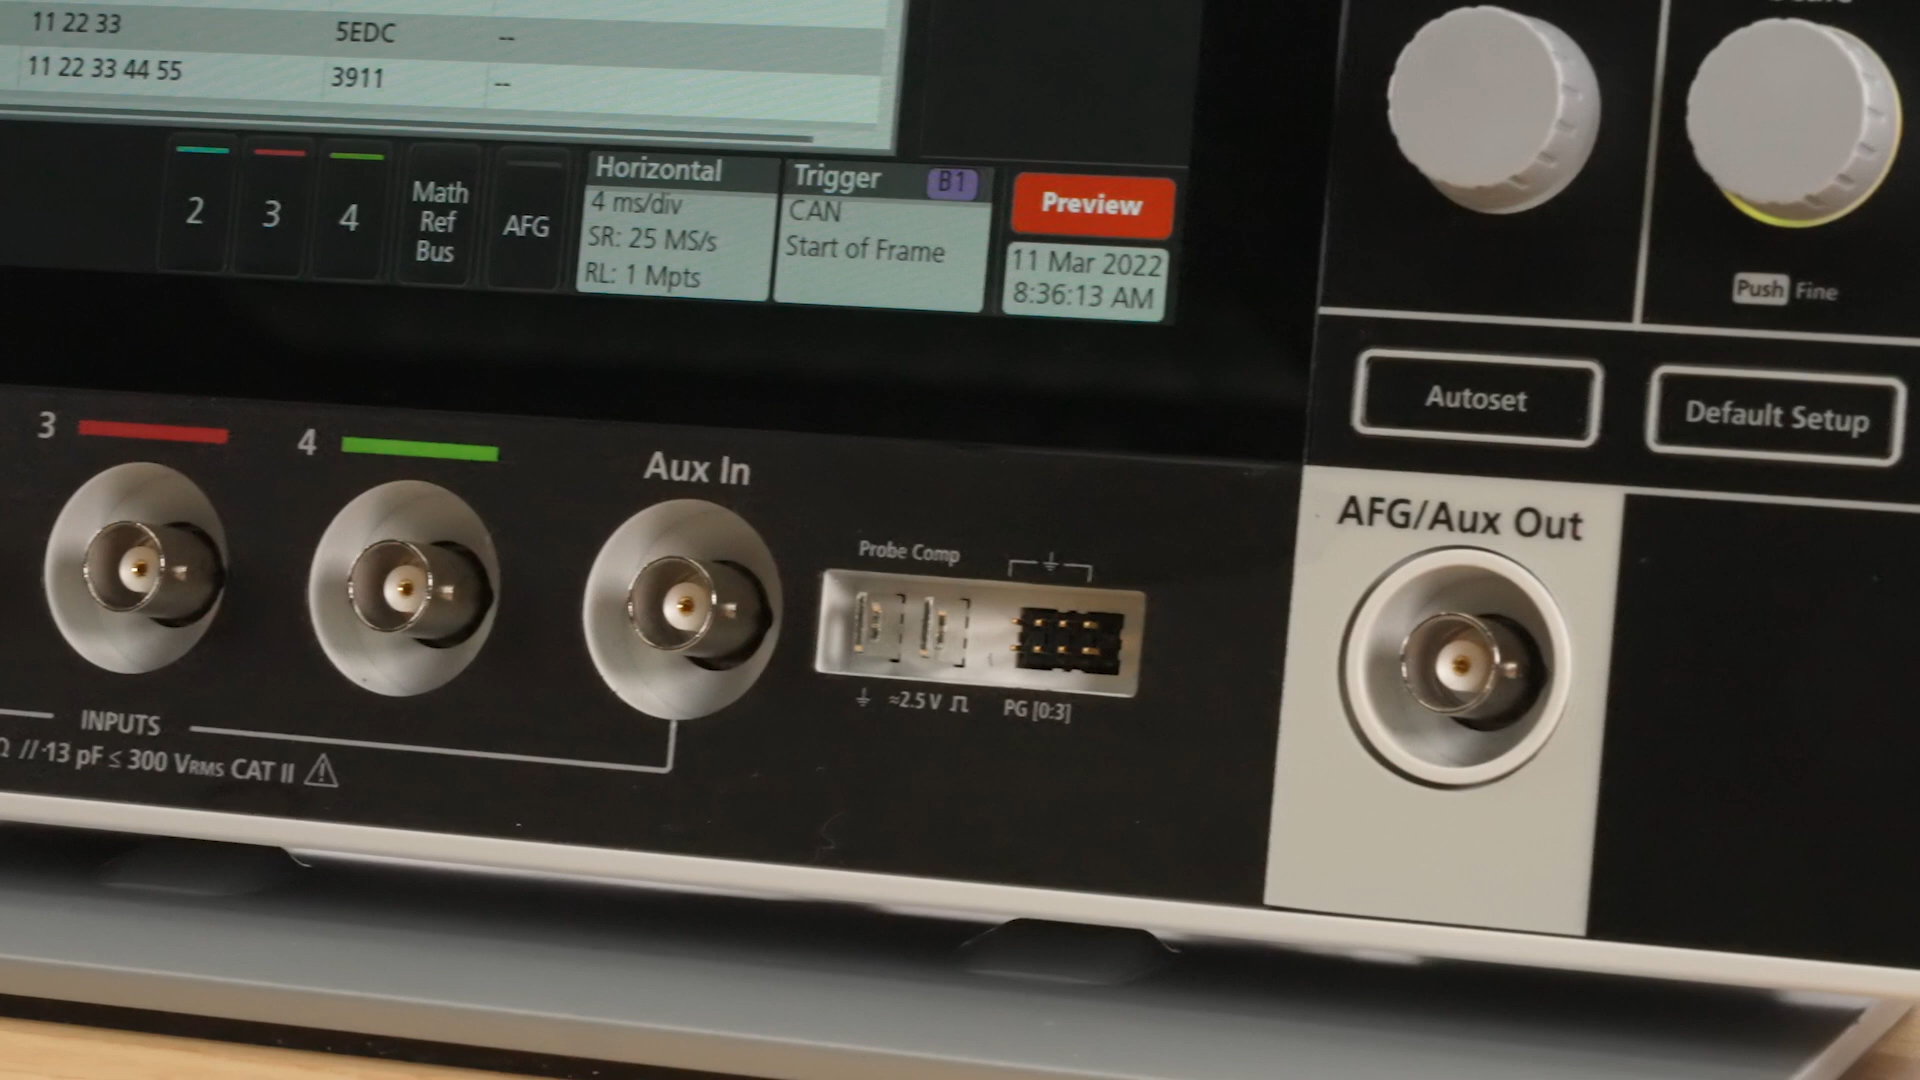 11 22 33 5EDC --
11 22 33 44 55 3911 --
2
3
4
Math
Ref
Bus
AFG
Horizontal
4 ms/div
SR: 25 MS/s
RL: 1 Mpts
Trigger B1
CAN
Start of Frame
Preview
11 Mar 2022
8:36:13 AM
Push Fine
Autoset
Default Setup
3
4
Aux In
AFG/Aux Out
Probe Comp
≈2.5 V
PG [0:3]
INPUTS
Ω // 13 pF ≤ 300 VRMS CAT II